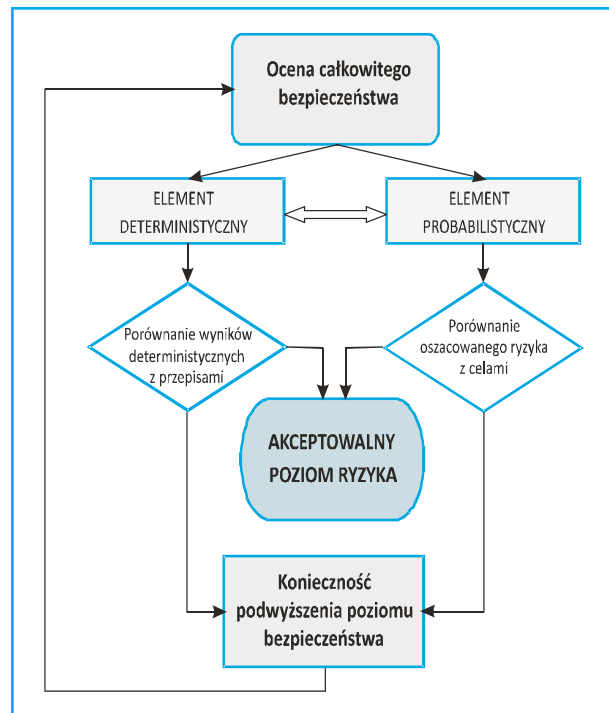 Ocena całkowitego
bezpieczeństwa
ELEMENT
DETERMINISTYCZNY
ELEMENT
PROBABILISTYCZNY
Porównanie wyników
deterministycznych
z przepisami
Porównanie
oszacowanego ryzyka
z celami
AKCEPTOWALNY
POZIOM RYZYKA
Konieczność
podwyższenia poziomu
bezpieczeństwa